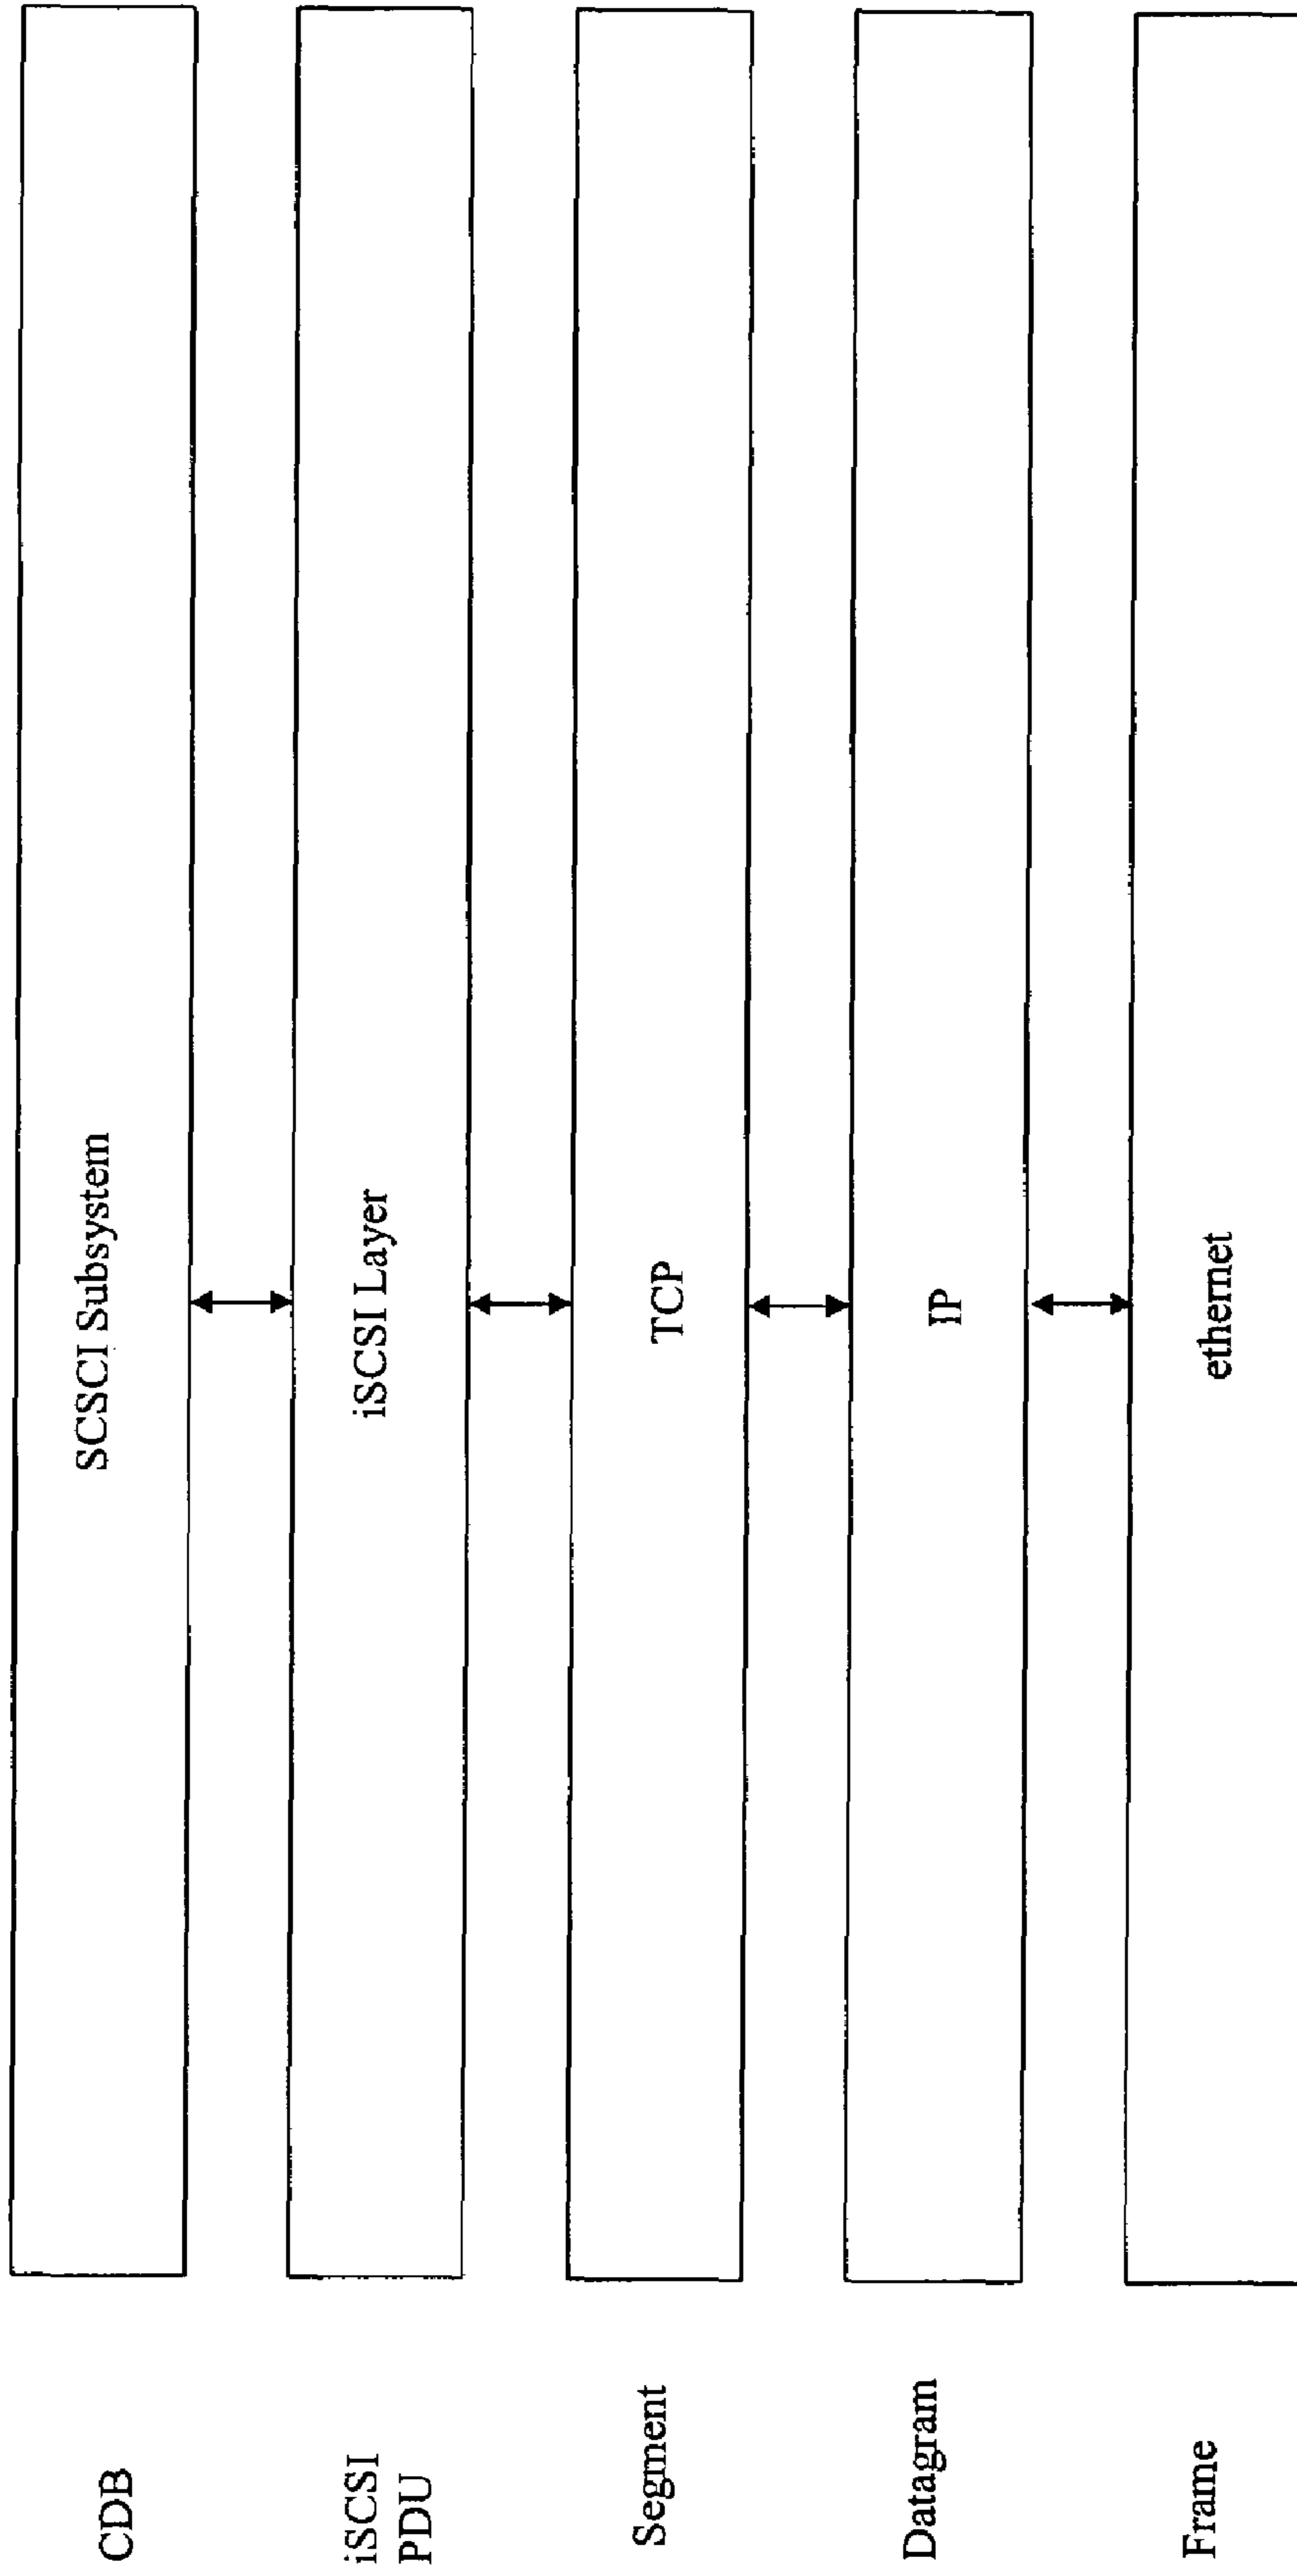 CDB
SCSCI Subsystem
iSCSI
PDU
iSCSI Layer
Segment
TCP
Datagram
IP
Frame
ethernet